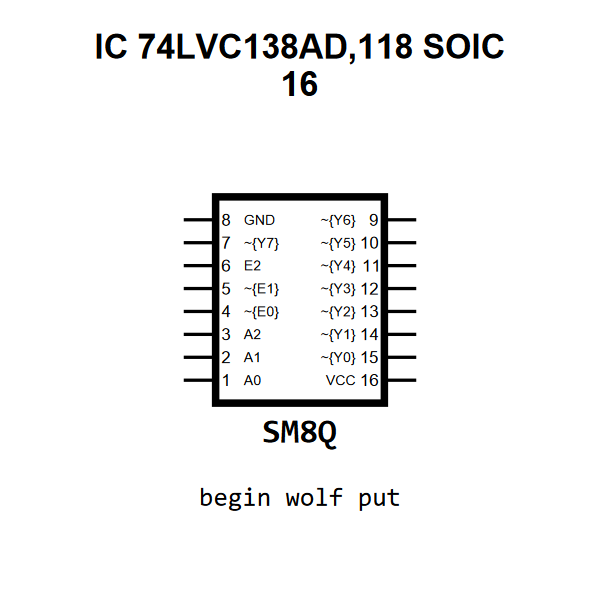 IC 74LVC138AD,118 SOIC
16
8 GND ~{Y6} 9
7 ~{Y7} ~{Y5} 10
6 E2 ~{Y4} 11
5 ~{E1} ~{Y3} 12
4 ~{E0} ~{Y2} 13
3 A2 ~{Y1} 14
2 A1 ~{Y0} 15
1 A0 VCC 16
SM8Q
begin wolf put